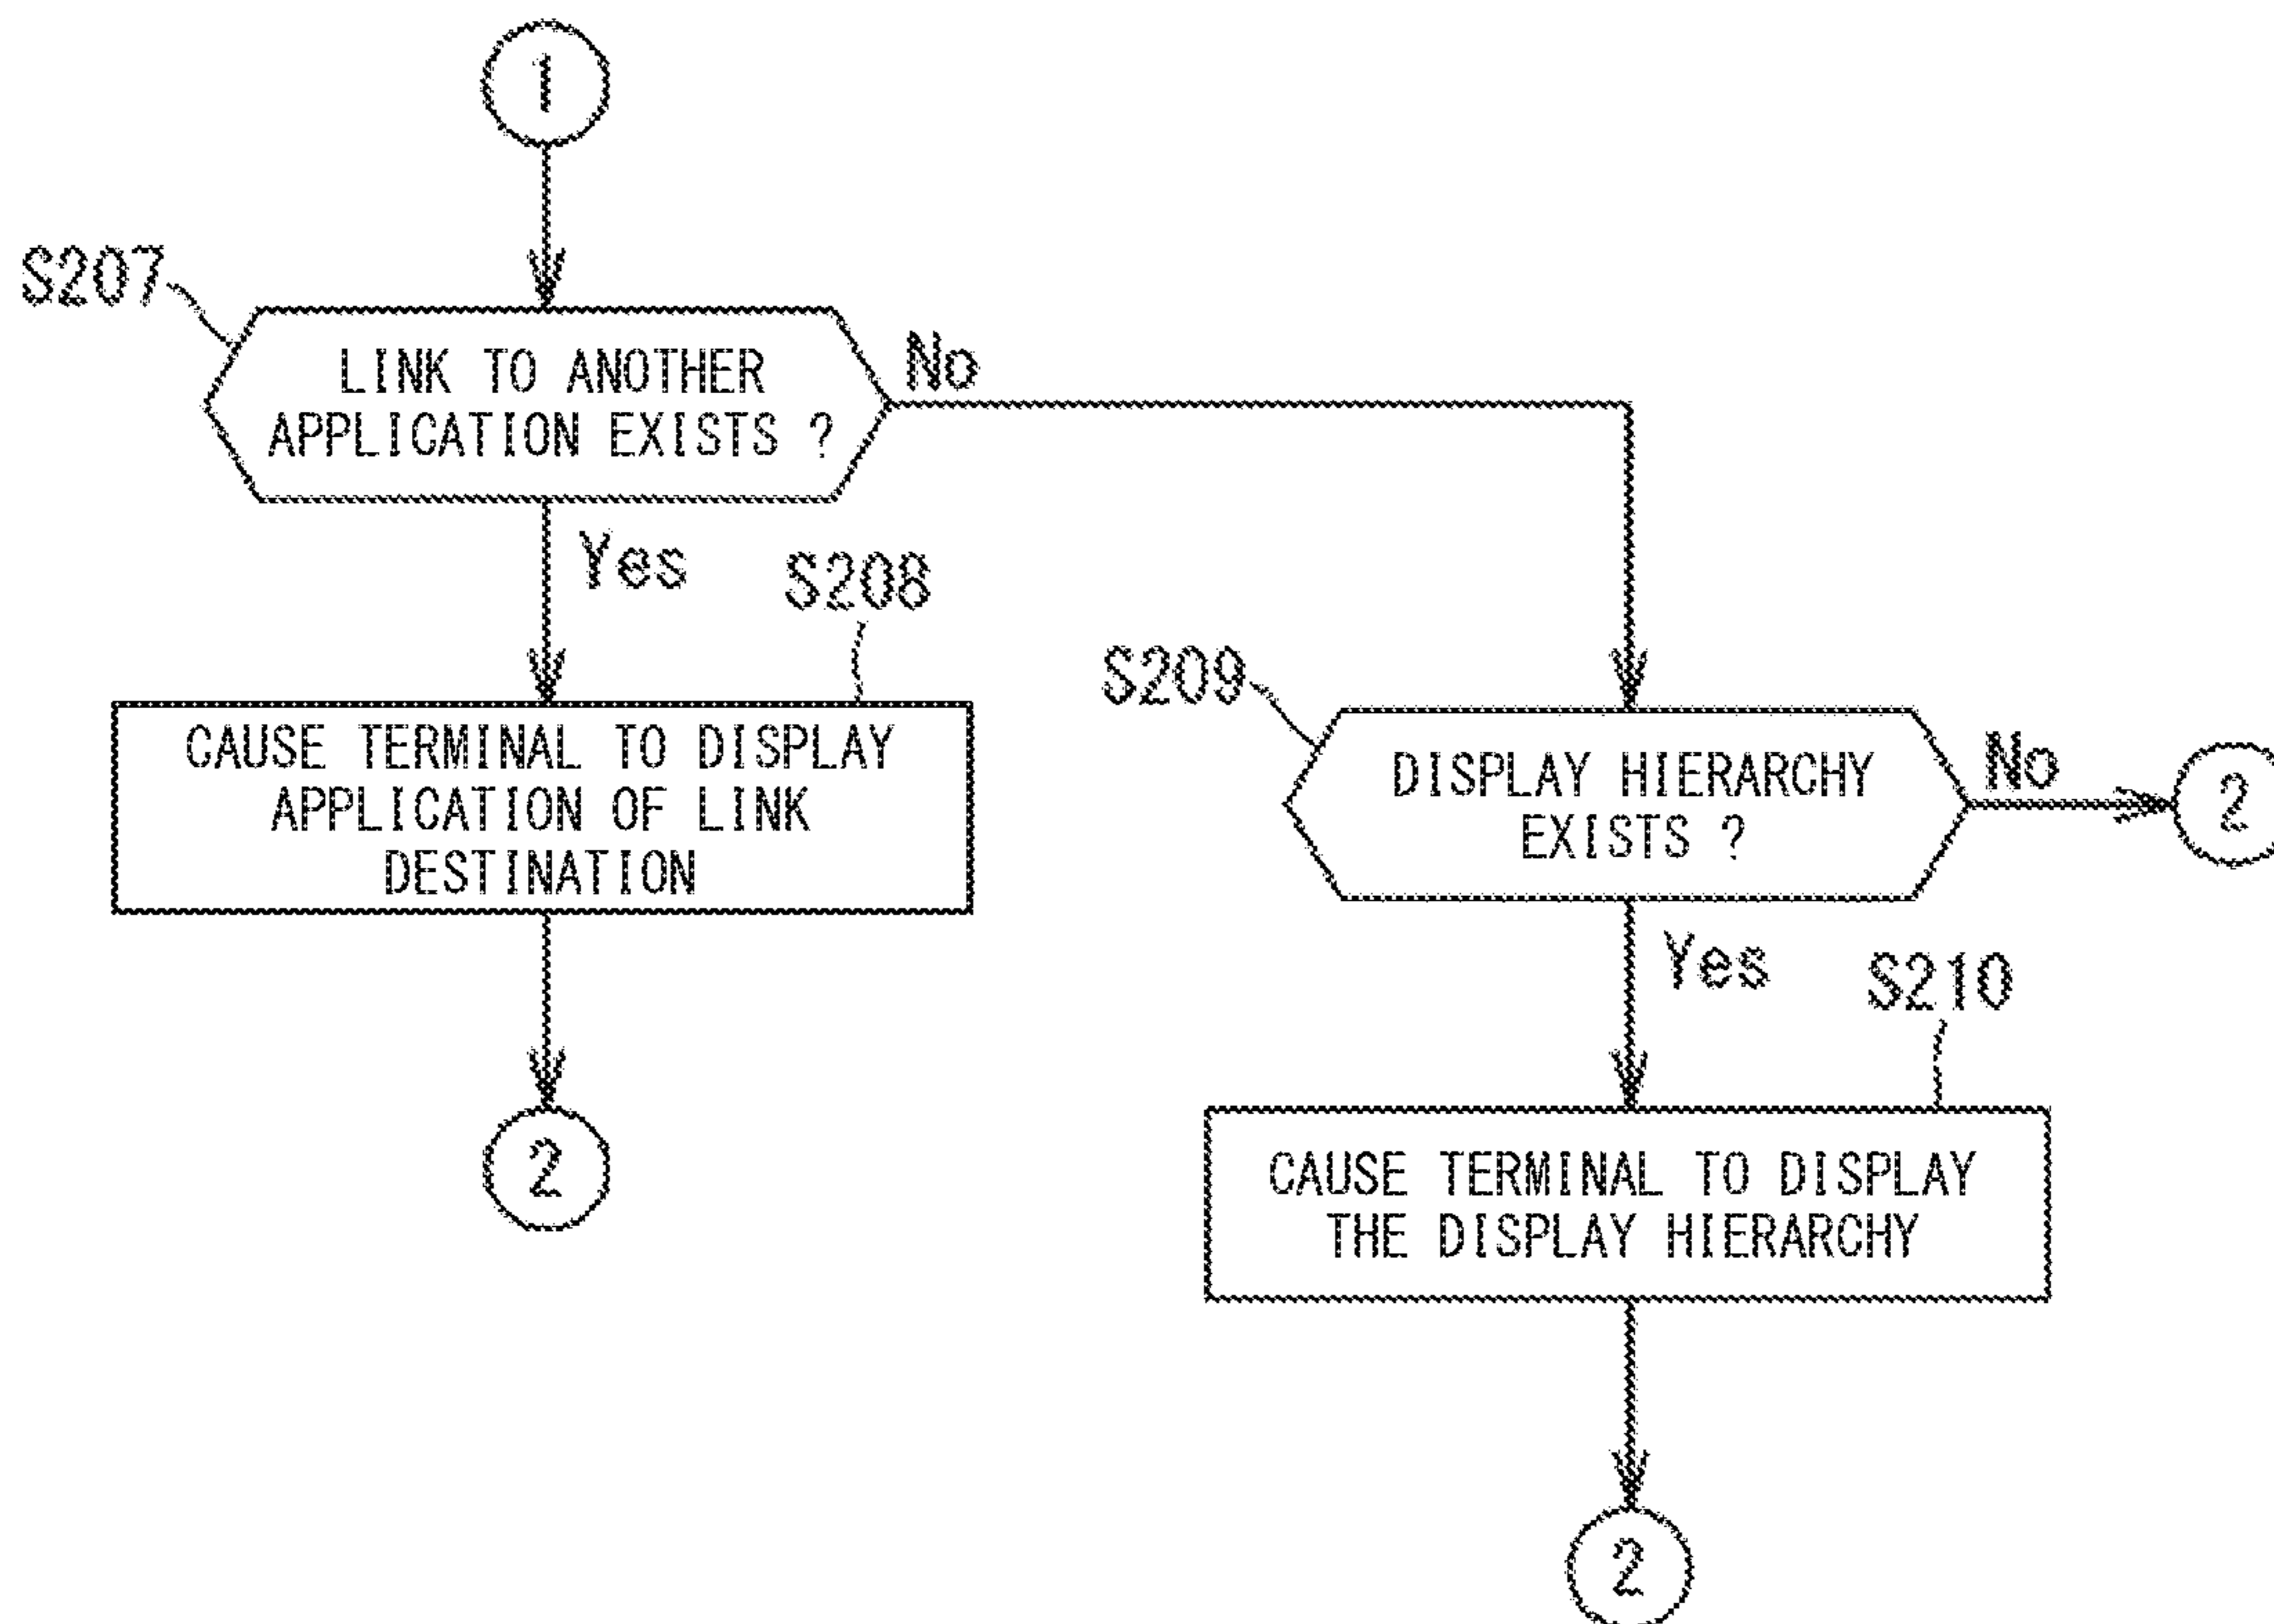 1
S207
LINK TO ANOTHER
APPLICATION EXISTS ?
No
Yes
S208
CAUSE TERMINAL TO DISPLAY
APPLICATION OF LINK
DESTINATION
2
S209
DISPLAY HIERARCHY
EXISTS ?
No
2
Yes
S210
CAUSE TERMINAL TO DISPLAY
THE DISPLAY HIERARCHY
2